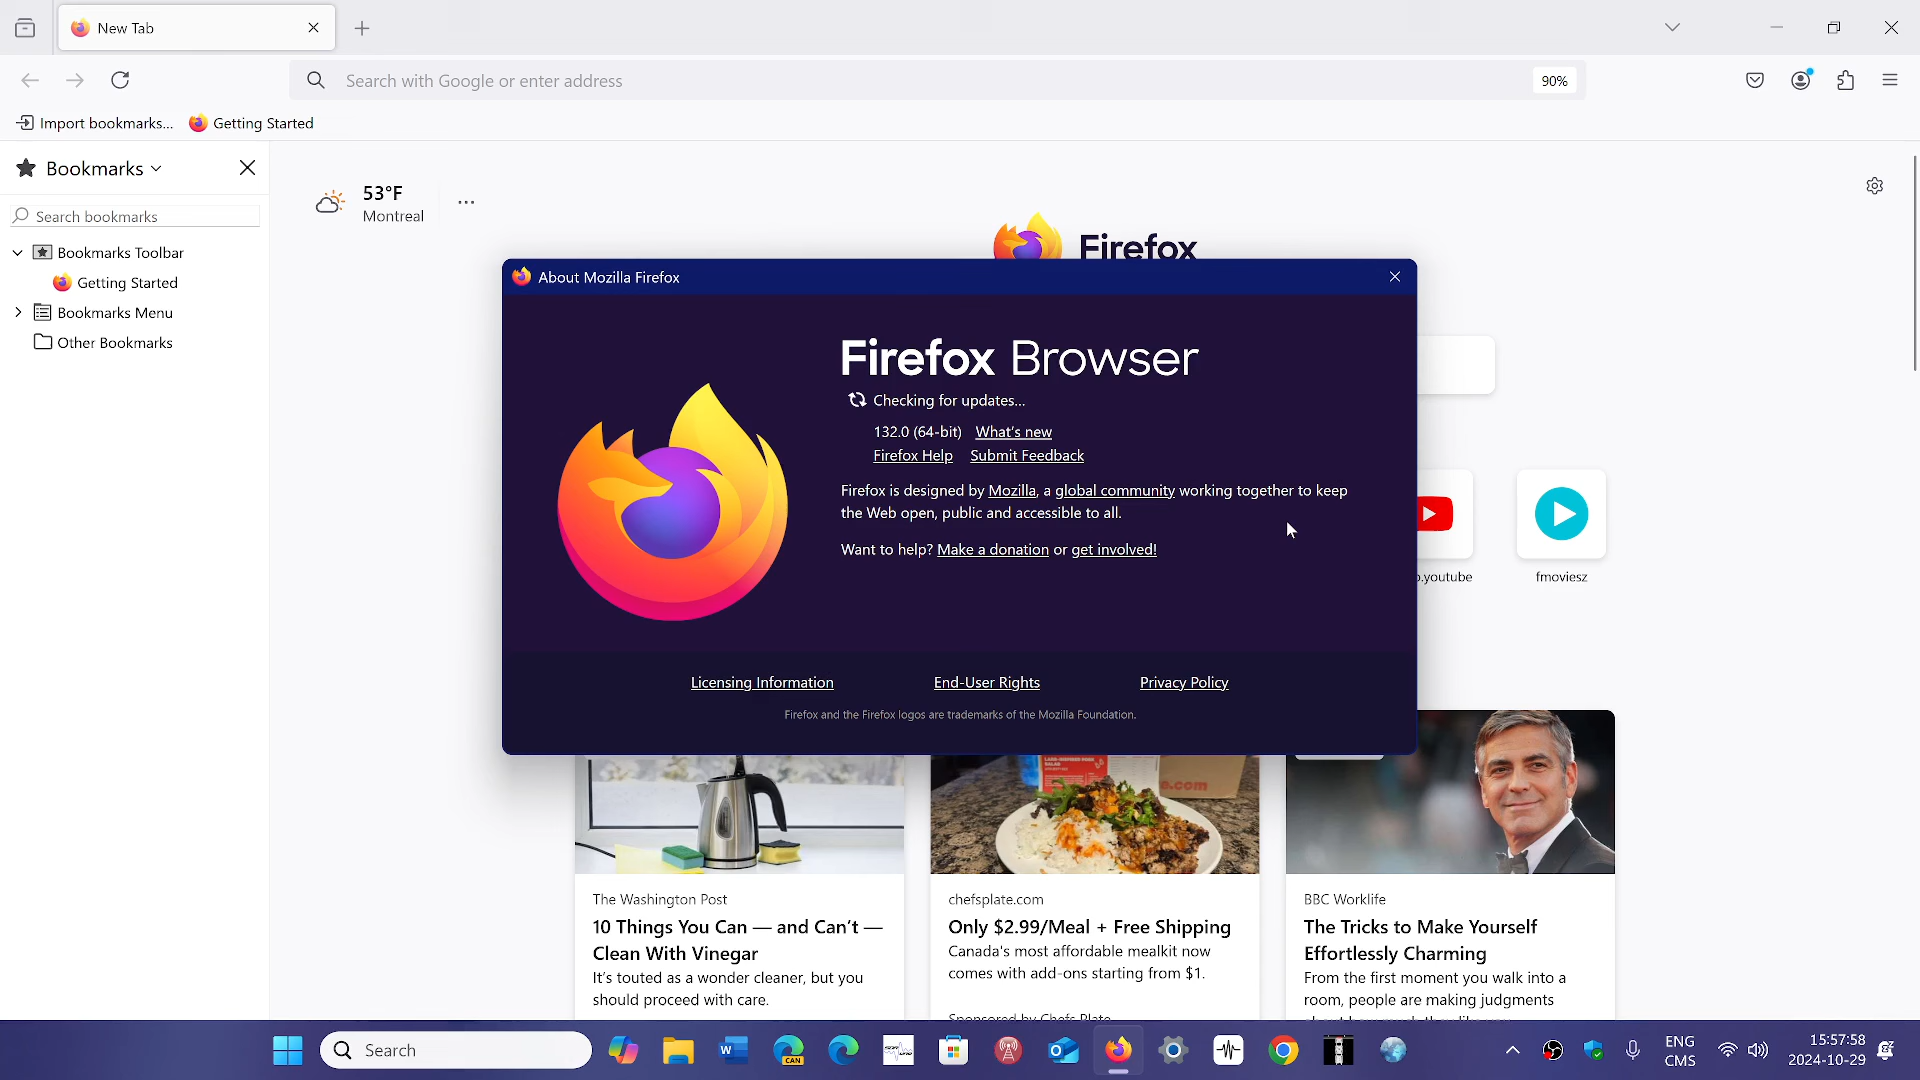 New Tab
Search with Google or enter address
90%
Import bookmarks...
Getting Started
Bookmarks
Search bookmarks
Bookmarks Toolbar
Getting Started
Bookmarks Menu
Other Bookmarks
53°F
Montreal
Firefox
About Mozilla Firefox
Firefox Browser
Checking for updates...
132.0 (64-bit) What's new
Firefox Help Submit Feedback
Firefox is designed by Mozilla, a global community working together to keep
the Web open, public and accessible to all.
Want to help? Make a donation or get involved!
Licensing Information
End-User Rights
Privacy Policy
Firefox and the Firefox logos are trademarks of the Mozilla Foundation.
.youtube
fmoviesz
The Washington Post
10 Things You Can — and Can't —
Clean With Vinegar
It's touted as a wonder cleaner, but you
should proceed with care.
chefsplate.com
Only $2.99/Meal + Free Shipping
Canada's most affordable mealkit now
comes with add-ons starting from $1.
Sponsored by Chefs Plate
BBC Worklife
The Tricks to Make Yourself
Effortlessly Charming
From the first moment you walk into a
room, people are making judgments
Search
CAN
ENG
CMS
15:57:58
2024-10-29